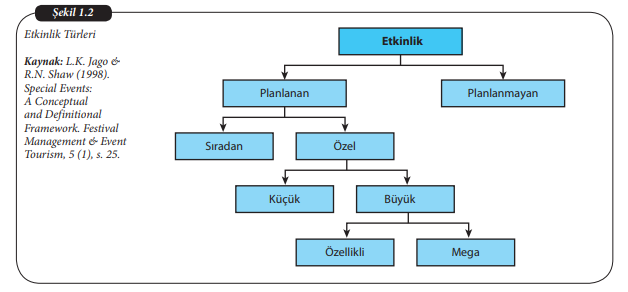 Şekil 1.2
Etkinlik Türleri
Kaynak: L.K. Jago &
R.N. Shaw (1998).
Special Events:
A Conceptual
and Definitional
Framework. Festival
Management & Event
Tourism, 5 (1), s. 25.
Etkinlik
Planlanan
Planlanmayan
Sıradan
Özel
Küçük
Büyük
Özellikli
Mega